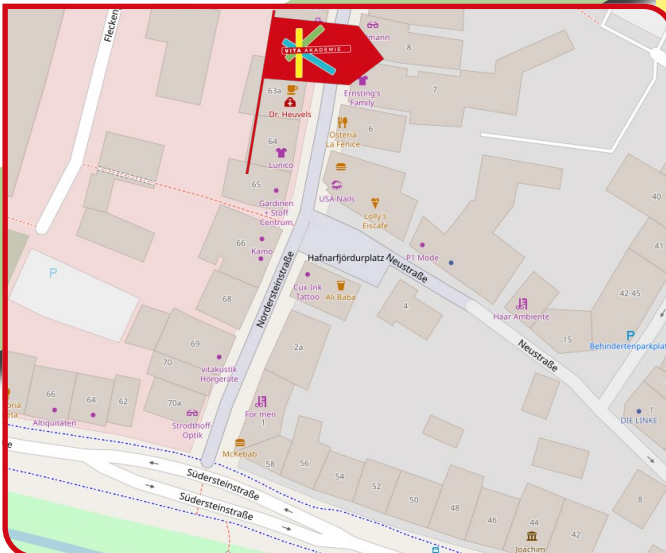 Flecken
VITA AKADEMIE
mann
8
63a
Ernsting's
Family
7
Dr. Heuvels
6
Osteria
La Fenice
64
Lunico
65
USA Nails
40
Gardinen
+ Stoff
Centrum
Lolly's
Eiscafe
66
Kamo
Hafnarfjördurplatz
Neustraße
P1 Mode
41
P
Nordersteinstraße
Cux-Ink
Tattoo
Ali Baba
42-45
68
4
Haar Ambiente
69
2a
15
P
Behindertenparkplat
Neustraße
70
vitakustik
Hörgeräte
66
64
62
70a
For men
1
1
Altiquitäten
Strodthoff
Optik
DIE LINKE
McKebab
58
56
54
52
50
48
46
44
42
8
Südersteinstraße
Südersteinstraße
Joachim